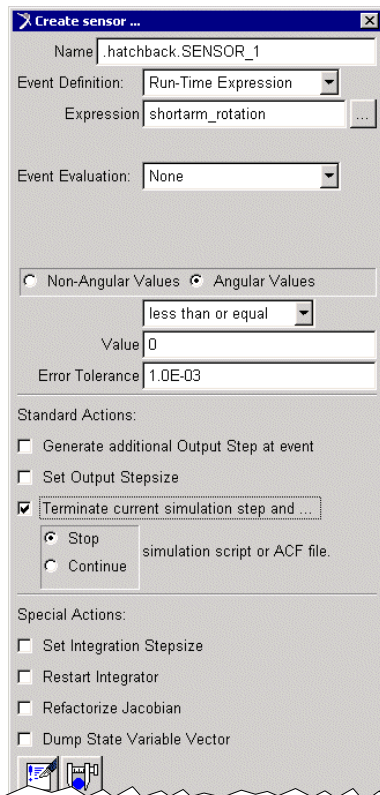 Create sensor ...
Name .hatchback.SENSOR_1
Event Definition: Run-Time Expression
Expression shortarm_rotation ...
Event Evaluation: None
Non-Angular Values Angular Values
less than or equal
Value 0
Error Tolerance 1.0E-03
Standard Actions:
Generate additional Output Step at event
Set Output Stepsize
Terminate current simulation step and ...
Stop
simulation script or ACF file.
Continue
Special Actions:
Set Integration Stepsize
Restart Integrator
Refactorize Jacobian
Dump State Variable Vector